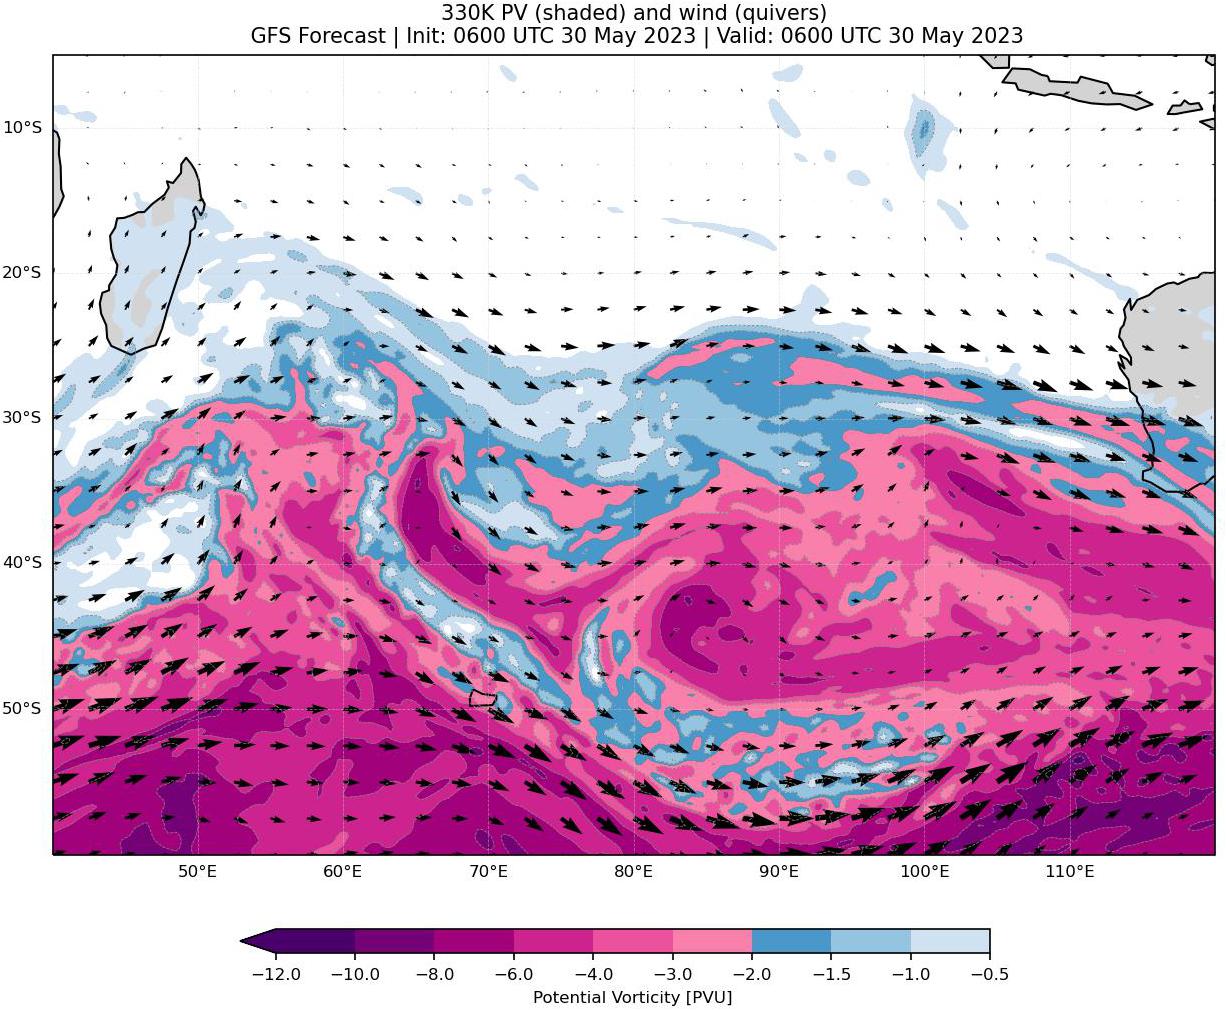 330K PV (shaded) and wind (quivers)
GFS Forecast | Init: 0600 UTC 30 May 2023 | Valid: 0600 UTC 30 May 2023
10°S
20°S
30°S
40°S
50°S
50°E 60°E 70°E 80°E 90°E 100°E 110°E
−12.0 −10.0 −8.0 −6.0 −4.0 −3.0 −2.0 −1.5 −1.0 −0.5
Potential Vorticity [PVU]